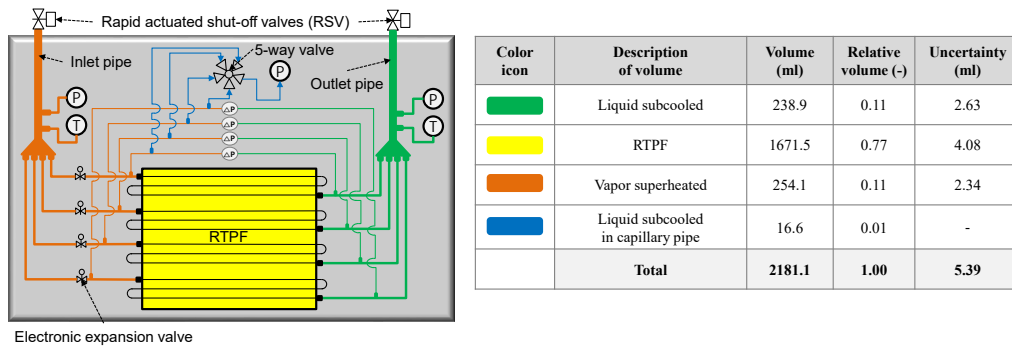 Rapid actuated shut-off valves (RSV)
Inlet pipe
5-way valve
P
Outlet pipe
P
T
P
T
ΔP
ΔP
ΔP
ΔP
RTPF
Electronic expansion valve
Color icon Description of volume Volume (ml) Relative volume (-) Uncertainty (ml)
Liquid subcooled 238.9 0.11 2.63
RTPF 1671.5 0.77 4.08
Vapor superheated 254.1 0.11 2.34
Liquid subcooled in capillary pipe 16.6 0.01 -
Total 2181.1 1.00 5.39